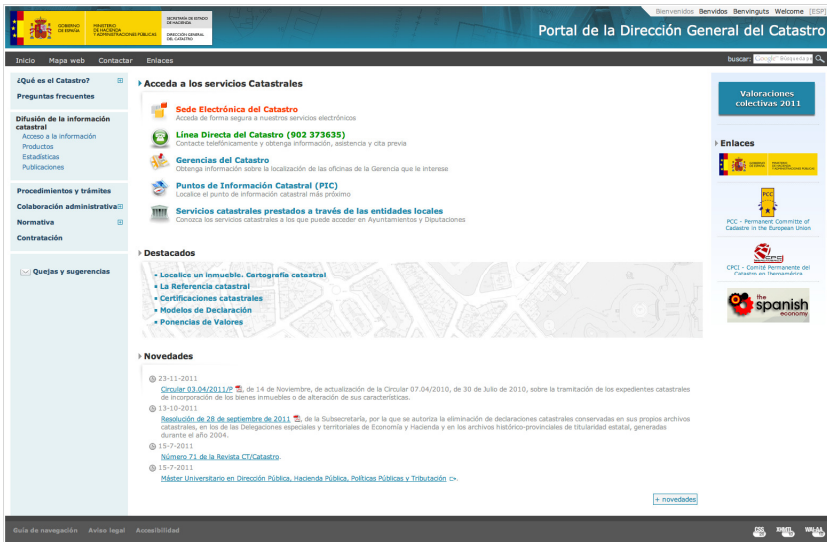 GOBIERNO DE ESPAÑA
MINISTERIO DE HACIENDA Y ADMINISTRACIONES PÚBLICAS
SECRETARÍA DE ESTADO DE HACIENDA
DIRECCIÓN GENERAL DEL CATASTRO
Bienvenidos Benvidos Benvinguts Welcome [ESP]
Portal de la Dirección General del Catastro
Inicio Mapa web Contactar Enlaces
buscar: Google
¿Qué es el Catastro?
Preguntas frecuentes
Difusión de la información catastral
Acceso a la información
Productos
Estadísticas
Publicaciones
Procedimientos y trámites
Colaboración administrativa
Normativa
Contratación
Quejas y sugerencias
Acceda a los servicios Catastrales
Sede Electrónica del Catastro
Acceda de forma segura a nuestros servicios electrónicos
Línea Directa del Catastro (902 373635)
Contacte telefónicamente y obtenga información, asistencia y cita previa
Gerencias del Catastro
Obtenga información sobre la localización de las oficinas de la Gerencia que le interese
Puntos de Información Catastral (PIC)
Localice el punto de información catastral más próximo
Servicios catastrales prestados a través de las entidades locales
Conozca los servicios catastrales a los que puede acceder en Ayuntamientos y Diputaciones
Destacados
Localice un inmueble. Cartografía catastral
La Referencia catastral
Certificaciones catastrales
Modelos de Declaración
Ponencias de Valores
Novedades
23-11-2011
Circular 03.04/2011/P, de 14 de Noviembre, de actualización de la Circular 07.04/2010, de 30 de Julio de 2010, sobre la tramitación de los expedientes catastrales
de incorporación de los bienes inmuebles o de alteración de sus características.
13-10-2011
Resolución de 28 de septiembre de 2011, de la Subsecretaría, por la que se autoriza la eliminación de declaraciones catastrales conservadas en sus propios archivos
catastrales, en los de las Delegaciones especiales y territoriales de Economía y Hacienda y en los archivos histórico-provinciales de titularidad estatal, generadas
durante el año 2004.
15-7-2011
Número 71 de la Revista CT/Catastro.
15-7-2011
Máster Universitario en Dirección Pública, Hacienda Pública, Políticas Públicas y Tributación
+ novedades
Valoraciones
colectivas 2011
Enlaces
PCC
PCC - Permanent Committe of
Cadastre in the European Union
CPCI - Comité Permanente del
Catastro en Iberoamérica
the
spanish
economy
Guía de navegación Aviso legal Accesibilidad
CSS XHTML WAI-AA